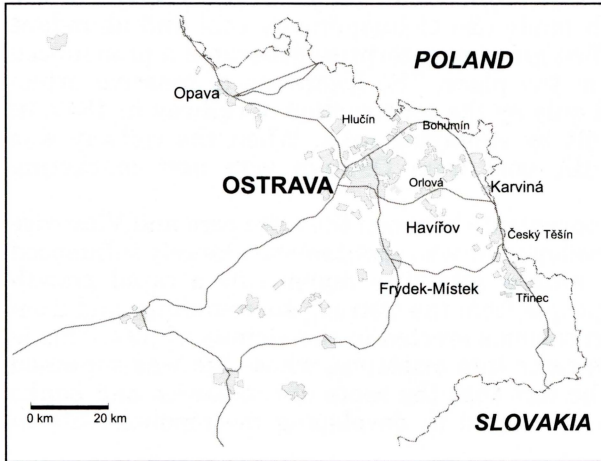 POLAND
Opava
Hlučín
Bohumín
OSTRAVA
Orlová
Karviná
Havířov
Český Těšín
Frýdek-Místek
Třinec
0 km 20 km
SLOVAKIA